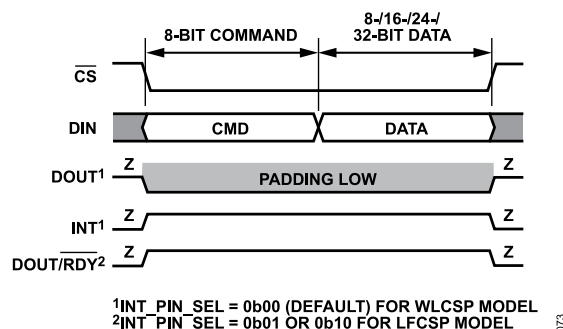 8-BIT COMMAND
8-/16-/24-/
32-BIT DATA
CS
DIN
CMD
DATA
Z
Z
DOUT1
PADDING LOW
Z
Z
INT1
Z
Z
DOUT/RDY2
1INT_PIN_SEL = 0b00 (DEFAULT) FOR WLCSP MODEL
2INT_PIN_SEL = 0b01 OR 0b10 FOR LFCSP MODEL
073